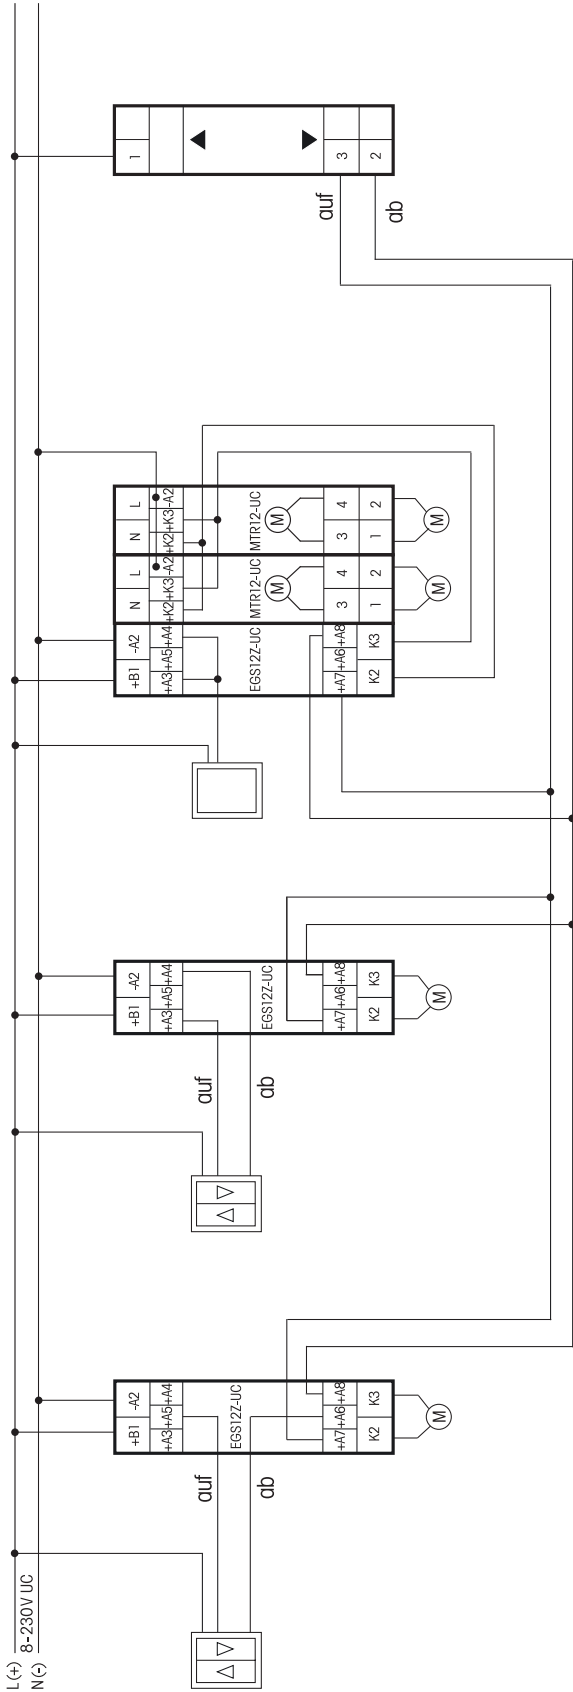 L(+)
8-230V UC
N(-)
+B1 -A2
+A3 +A5 +A4
EGS12Z-UC
+A7 +A6 +A8
K2 K3
M
auf
ab
+B1 -A2
+A3 +A5 +A4
EGS12Z-UC
+A7 +A6 +A8
K2 K3
M
auf
ab
+B1 -A2
+A3 +A5 +A4
EGS12Z-UC
+A7 +A6 +A8
K2 K3
N L
+K2 +K3 -A2
MTR12-UC
M
3 4
1 2
M
N L
+K2 +K3 -A2
MTR12-UC
M
3 4
1 2
M
1
3
2
auf
ab